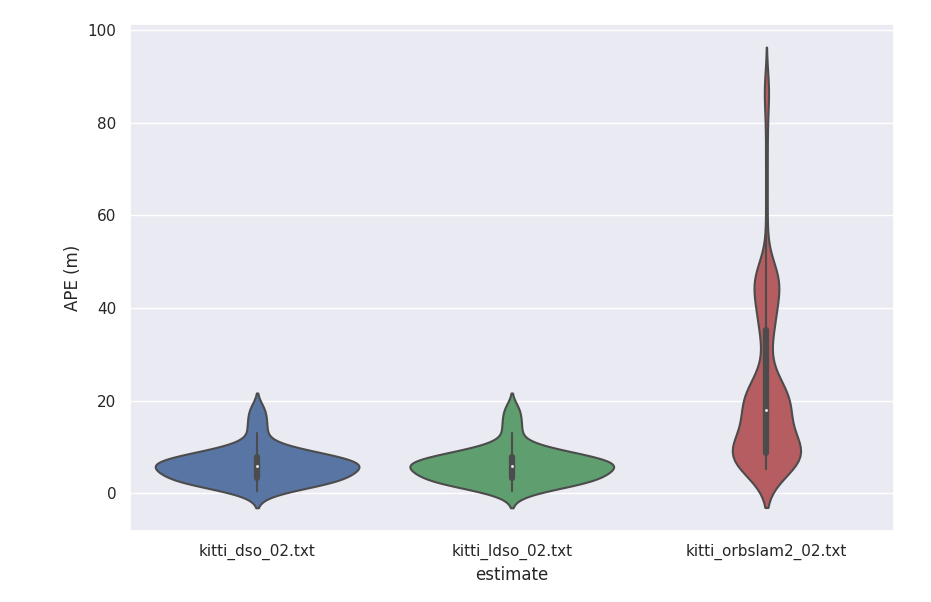 100
80
60
40
20
0
APE (m)
kitti_dso_02.txt
kitti_ldso_02.txt
kitti_orbslam2_02.txt
estimate